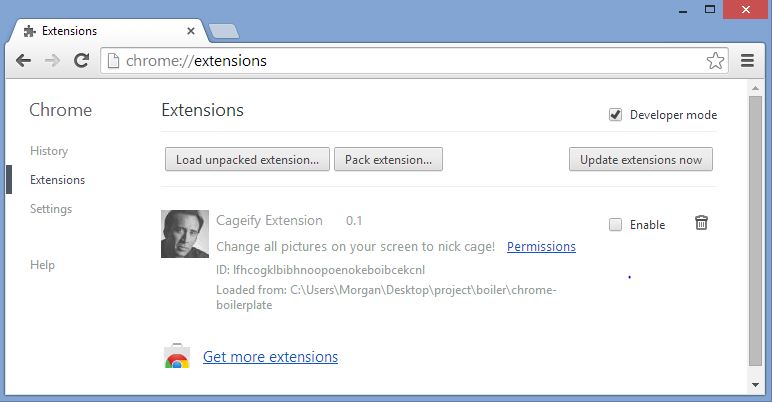 Extensions
chrome://extensions
Chrome
Extensions
Developer mode
History
Load unpacked extension...
Pack extension...
Update extensions now
Extensions
Settings
Cageify Extension 0.1
Enable
Change all pictures on your screen to nick cage! Permissions
ID: lfhcogklbibhnoopoenokeboibcekcnl
Help
Loaded from: C:\Users\Morgan\Desktop\project\boiler\chrome-
boilerplate
Get more extensions